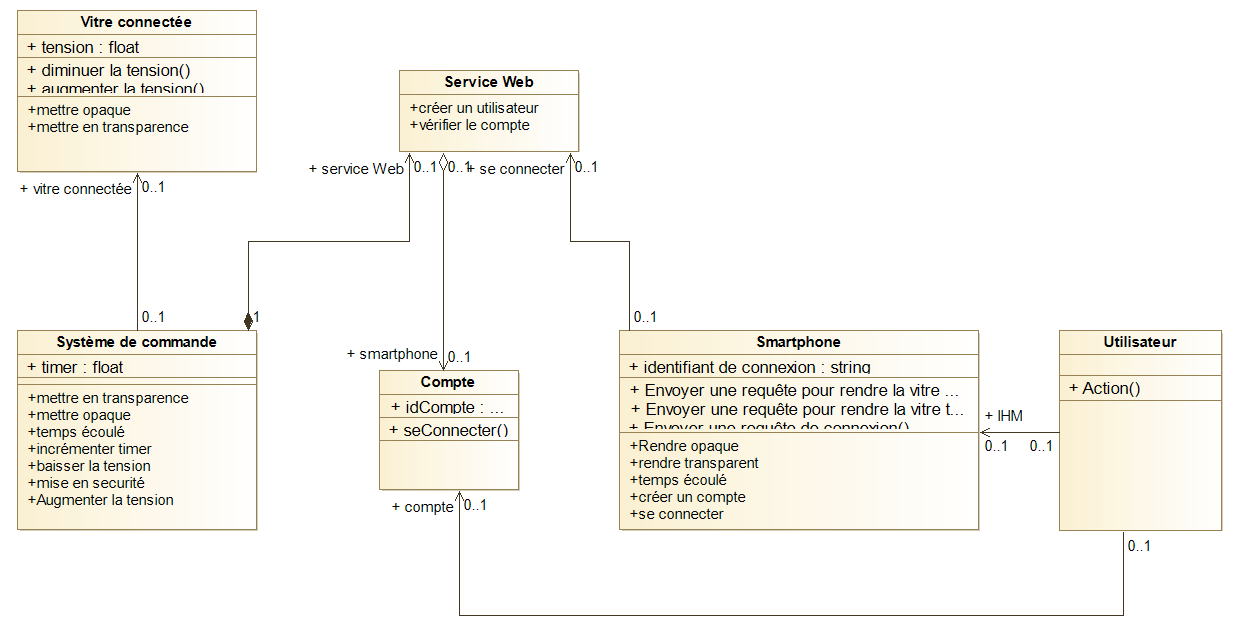 Vitre connectée
+ tension : float
+ diminuer la tension()
+ augmenter la tension()
+mettre opaque
+mettre en transparence
+ vitre connectée
0..1
0..1
Service Web
+créer un utilisateur
+vérifier le compte
+ service Web
0..1
0..1
+ se connecter
0..1
Système de commande
1
+ timer : float
+mettre en transparence
+mettre opaque
+temps écoulé
+incrémenter timer
+baisser la tension
+mise en securité
+Augmenter la tension
+ smartphone
0..1
Compte
+ idCompte : ...
+ seConnecter()
+ compte
0..1
0..1
Smartphone
+ identifiant de connexion : string
+ Envoyer une requête pour rendre la vitre ...
+ Envoyer une requête pour rendre la vitre t...
+ Envoyer une requête de connexion()
+Rendre opaque
+rendre transparent
+temps écoulé
+créer un compte
+se connecter
+ IHM
0..1
0..1
Utilisateur
+ Action()
0..1